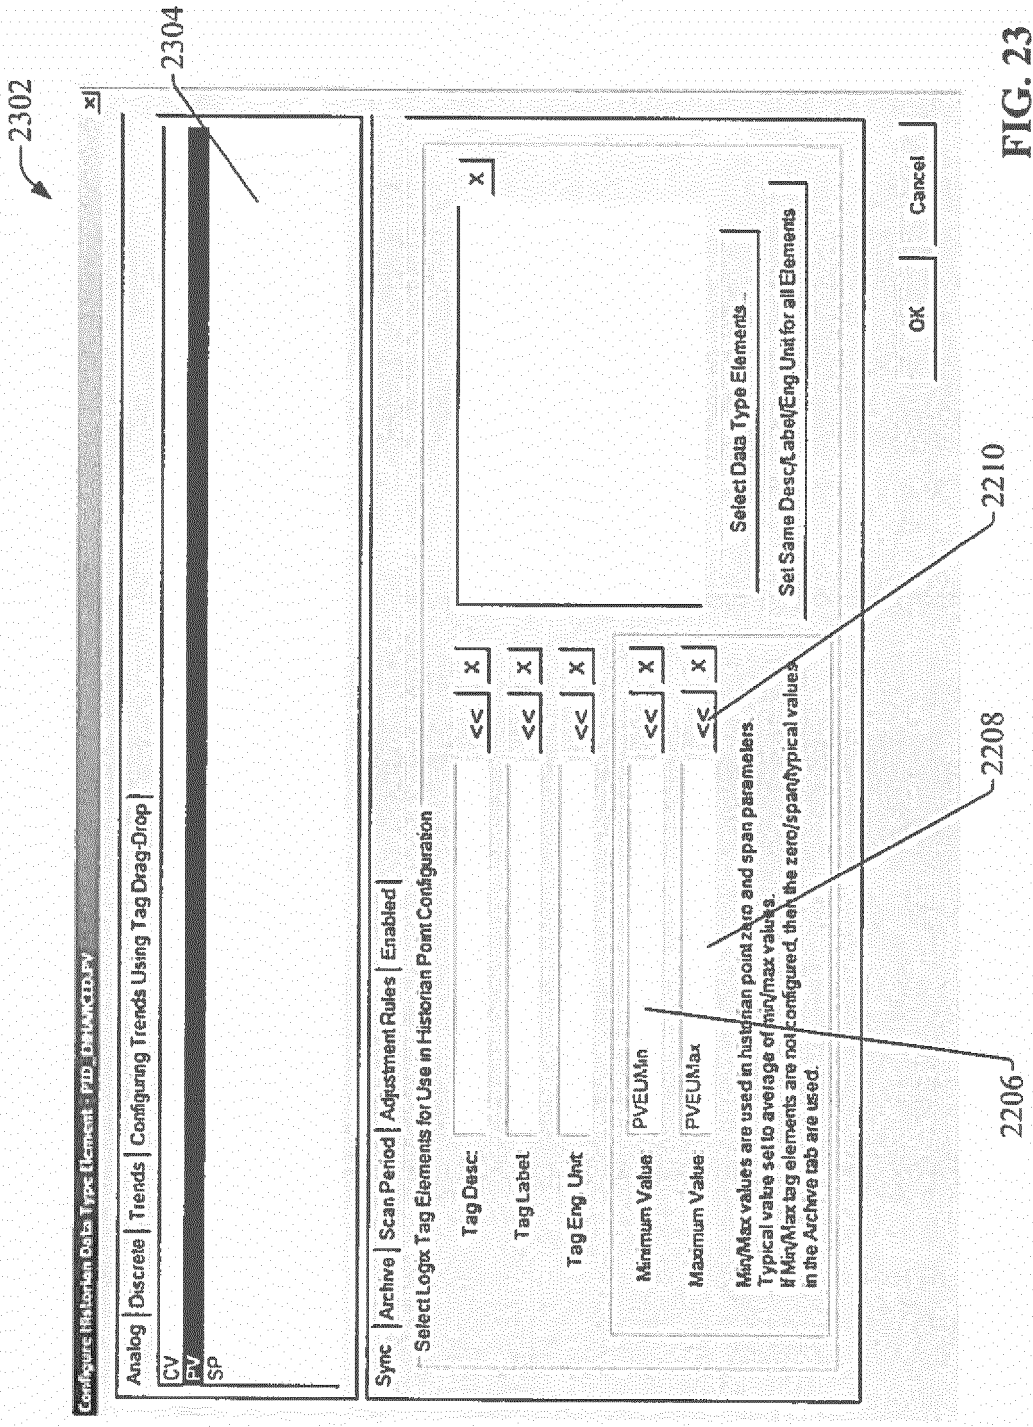 2302
Configure Historian Data Type Element - PID_ENHANCED.PV
X
Analog | Discrete | Trends | Configuring Trends Using Tag Drag-Drop |
CV
PV
SP
2304
Sync | Archive | Scan Period | Adjustment Rules | Enabled |
Select Logix Tag Elements for Use in Historian Point Configuration
Tag Desc: << X
Tag Label: << X
Tag Eng. Unit: << X
Minimum Value PVEUMin << X
Maximum Value PVEUMax << X
Min/Max values are used in historian point zero and span parameters
Typical value set to average of min/max values.
If Min/Max tag elements are not configured, then the zero/span/typical values
in the Archive tab are used.
X
Select Data Type Elements...
Set Same Desc/Label/Eng Unit for all Elements
OK
Cancel
2206
2208
2210
FIG. 23